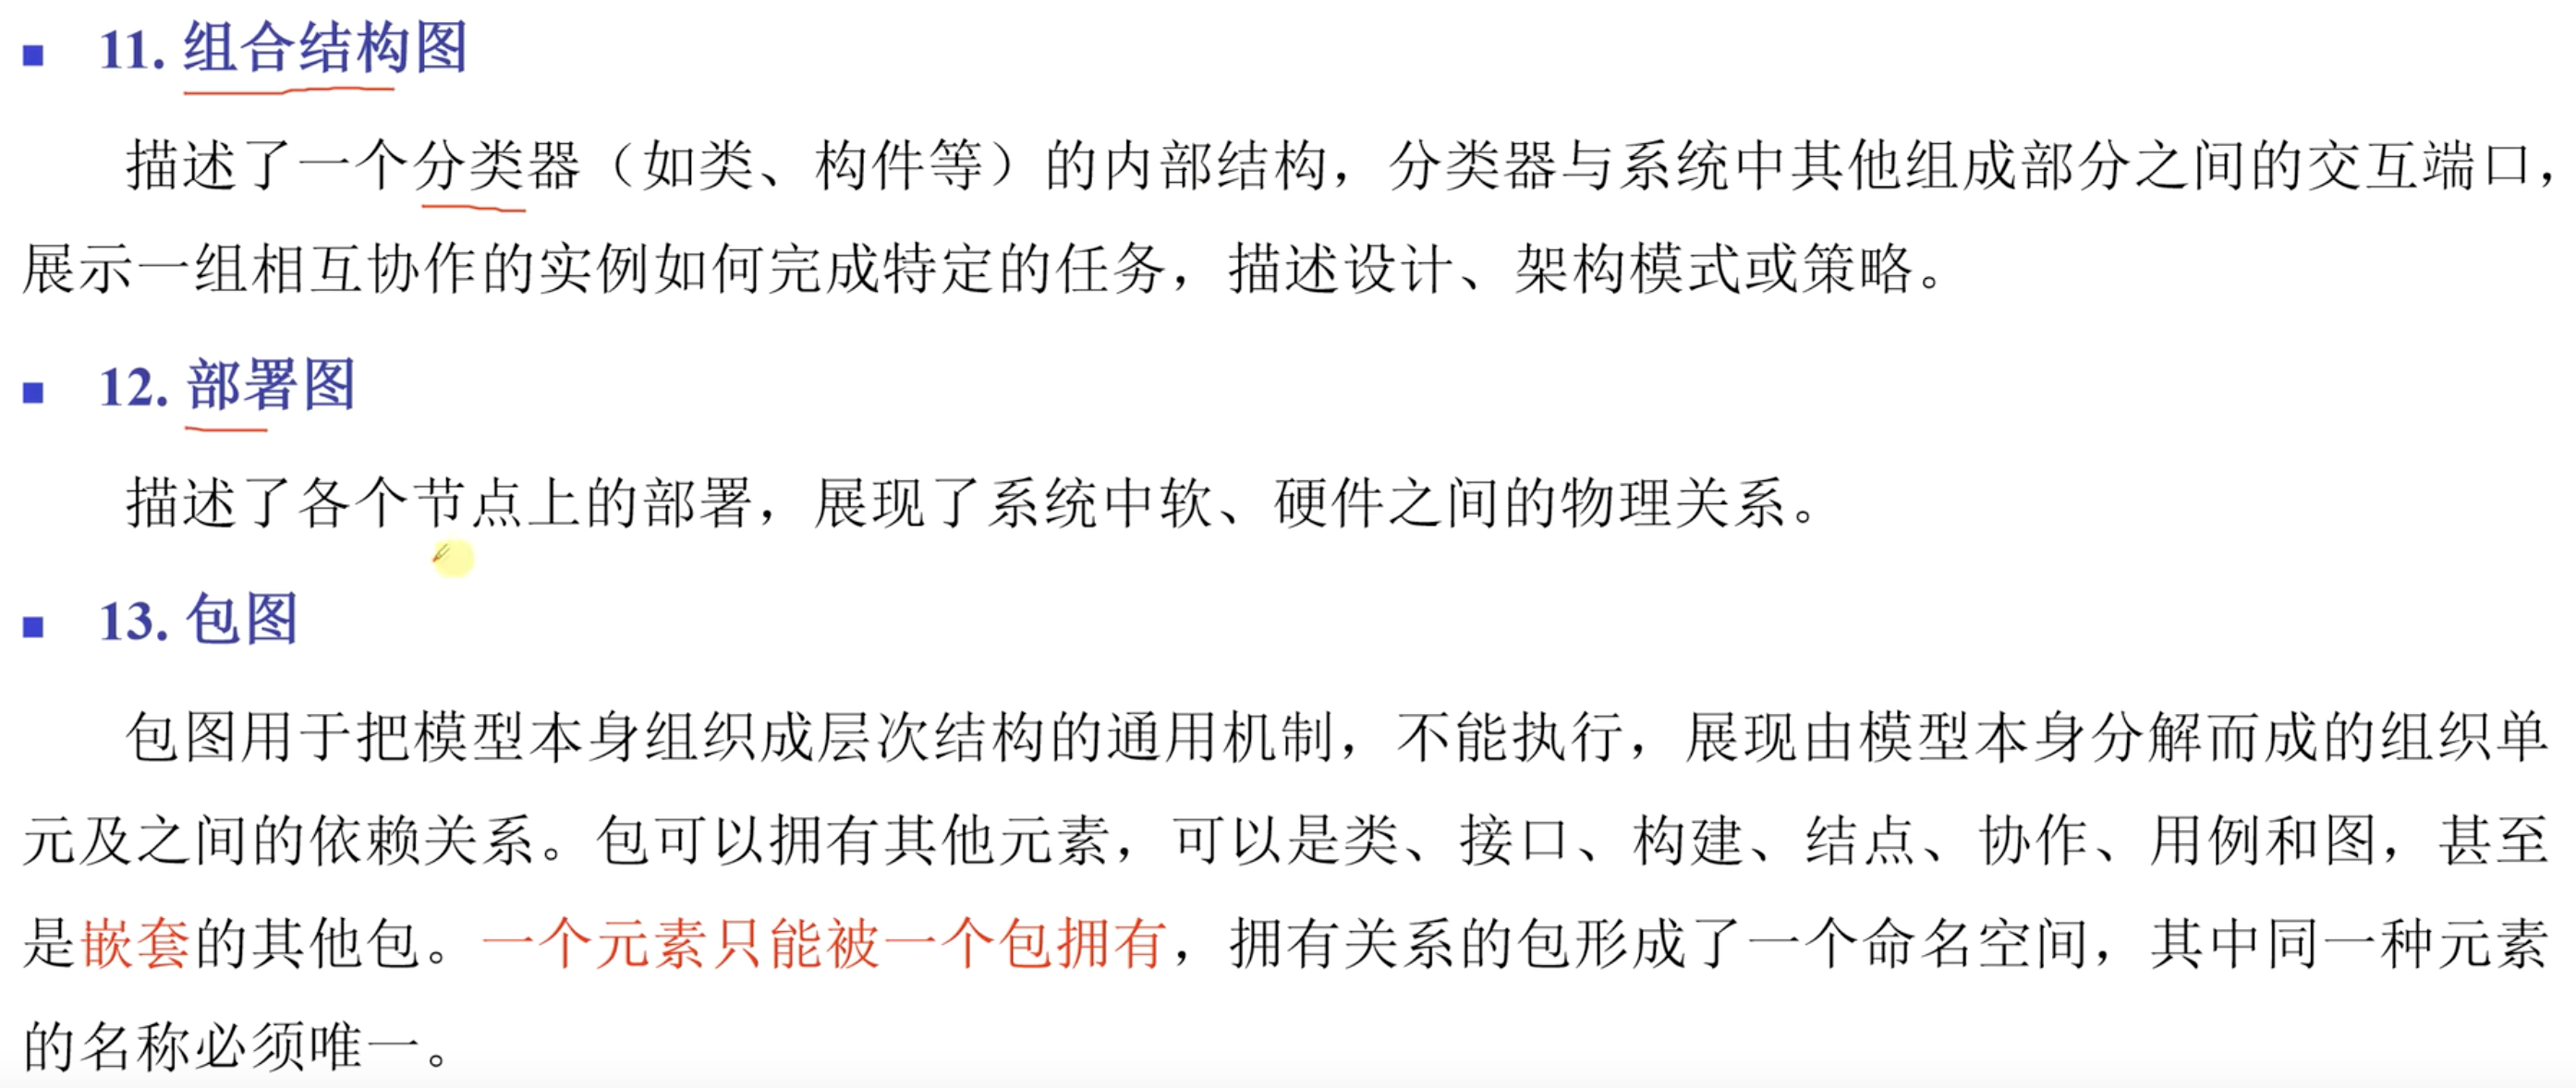 ■ 11. 组合结构图
描述了一个分类器（如类、构件等）的内部结构，分类器与系统中其他组成部分之间的交互端口，
展示一组相互协作的实例如何完成特定的任务，描述设计、架构模式或策略。
■ 12. 部署图
描述了各个节点上的部署，展现了系统中软、硬件之间的物理关系。
■ 13. 包图
包图用于把模型本身组织成层次结构的通用机制，不能执行，展现由模型本身分解而成的组织单
元及之间的依赖关系。包可以拥有其他元素，可以是类、接口、构建、结点、协作、用例和图，甚至
是嵌套的其他包。一个元素只能被一个包拥有，拥有关系的包形成了一个命名空间，其中同一种元素
的名称必须唯一。